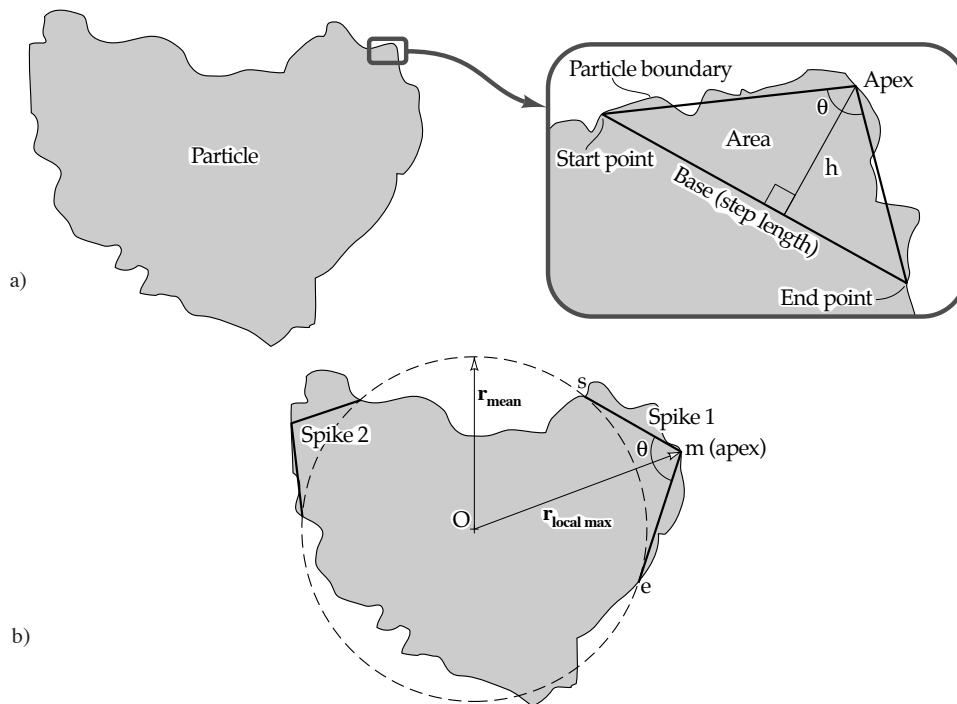 Particle boundary
Apex
θ
Particle
Area
Start point
h
Base (step length)
a)
End point
s
r mean
Spike 1
Spike 2
θ
m (apex)
O
r local max
e
b)